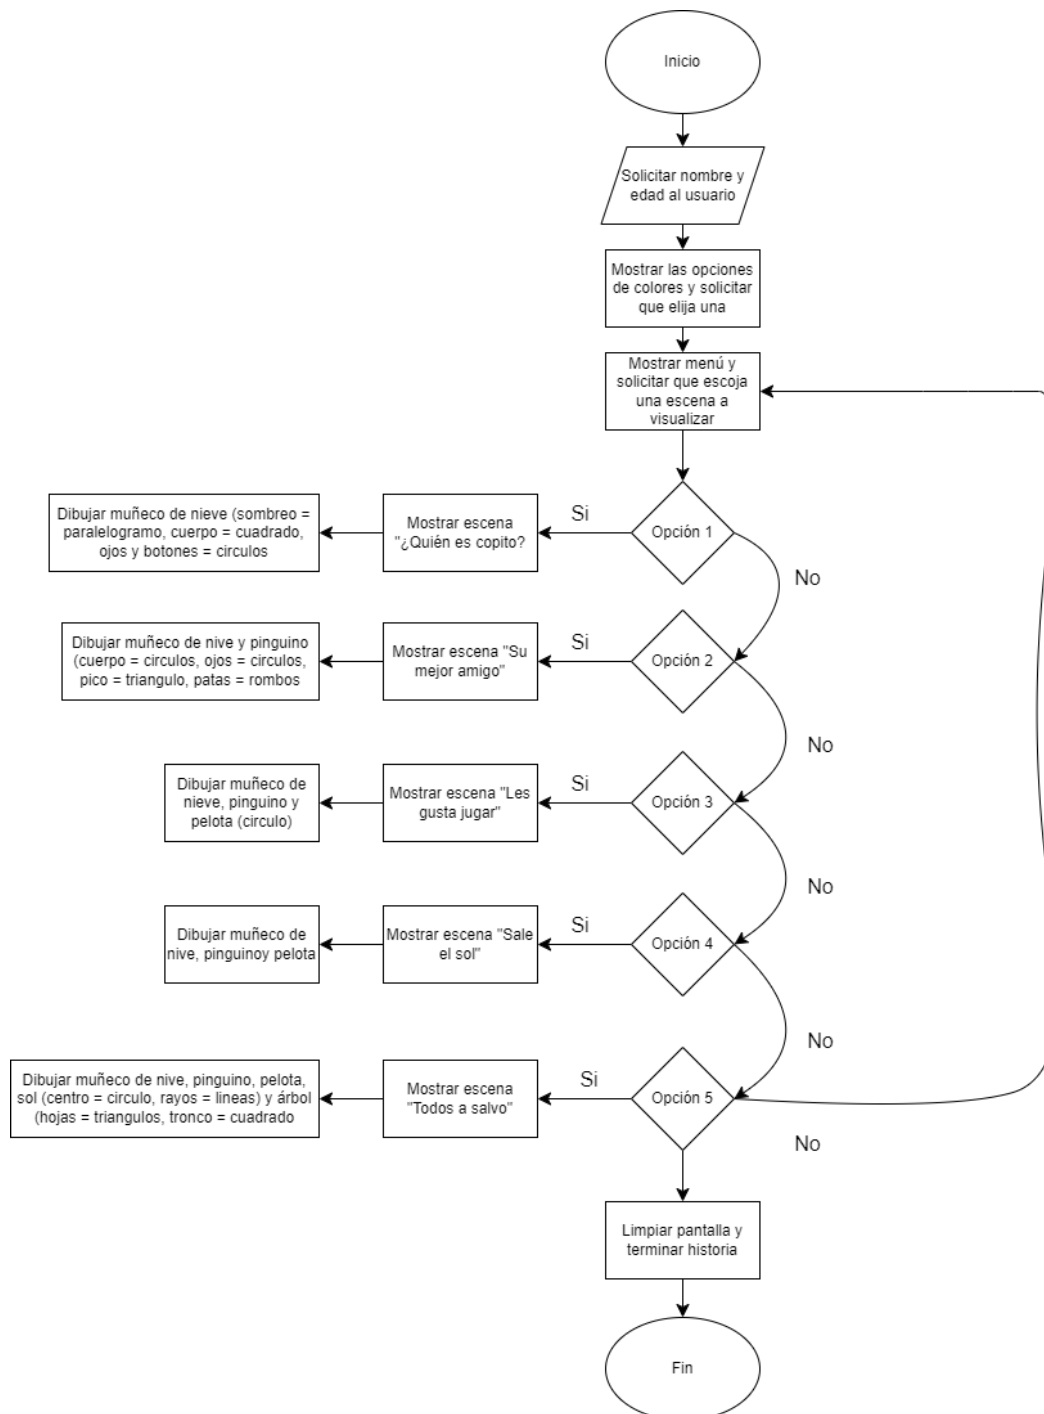 Inicio
Solicitar nombre y
edad al usuario
Mostrar las opciones
de colores y solicitar
que elija una
Mostrar menú y
solicitar que escoja
una escena a
visualizar
Opción 1
Si
Mostrar escena
"¿Quién es copito?
Dibujar muñeco de nieve (sombreo =
paralelogramo, cuerpo = cuadrado,
ojos y botones = circulos
No
Opción 2
Si
Mostrar escena "Su
mejor amigo"
Dibujar muñeco de nive y pinguino
(cuerpo = circulos, ojos = circulos,
pico = triangulo, patas = rombos
No
Opción 3
Si
Mostrar escena "Les
gusta jugar"
Dibujar muñeco de
nieve, pinguino y
pelota (circulo)
No
Opción 4
Si
Mostrar escena "Sale
el sol"
Dibujar muñeco de
nive, pinguinoy pelota
No
Opción 5
Si
Mostrar escena
"Todos a salvo"
Dibujar muñeco de nive, pinguino, pelota,
sol (centro = circulo, rayos = lineas) y árbol
(hojas = triangulos, tronco = cuadrado
No
Limpiar pantalla y
terminar historia
Fin